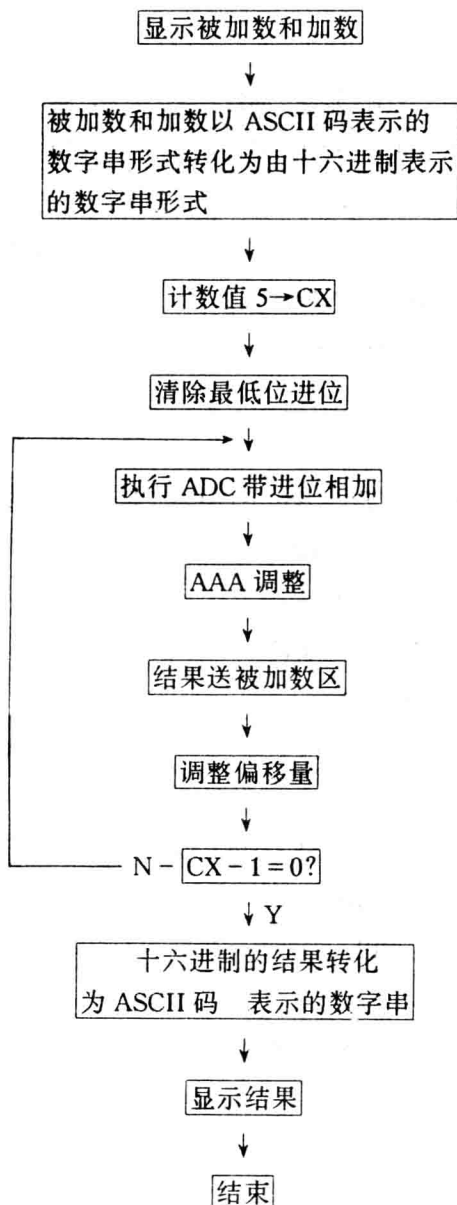 显示被加数和加数
被加数和加数以 ASCII 码表示的
数字串形式转化为由十六进制表示
的数字串形式
计数值 5→CX
清除最低位进位
执行 ADC 带进位相加
AAA 调整
结果送被加数区
调整偏移量
N - CX - 1 = 0?
Y
十六进制的结果转化
为 ASCII 码 表示的数字串
显示结果
结束